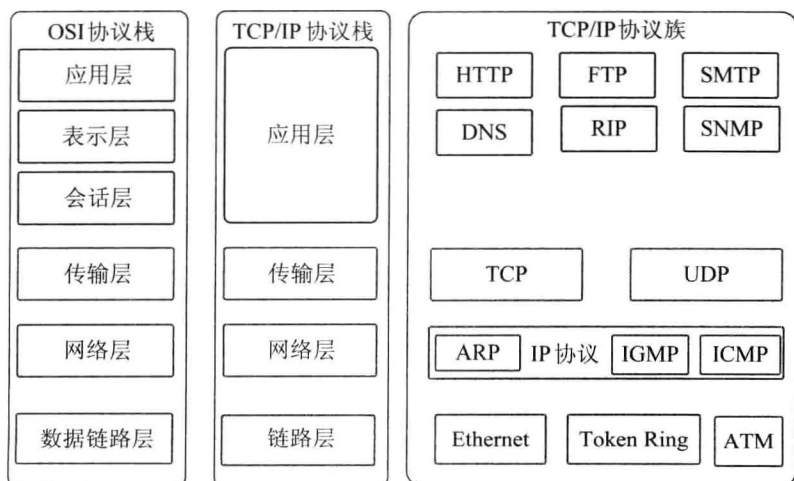 OSI协议栈
应用层
表示层
会话层
传输层
网络层
数据链路层
TCP/IP 协议栈
应用层
传输层
网络层
链路层
TCP/IP协议族
HTTP FTP SMTP
DNS RIP SNMP
TCP UDP
ARP IP协议 IGMP ICMP
Ethernet Token Ring ATM